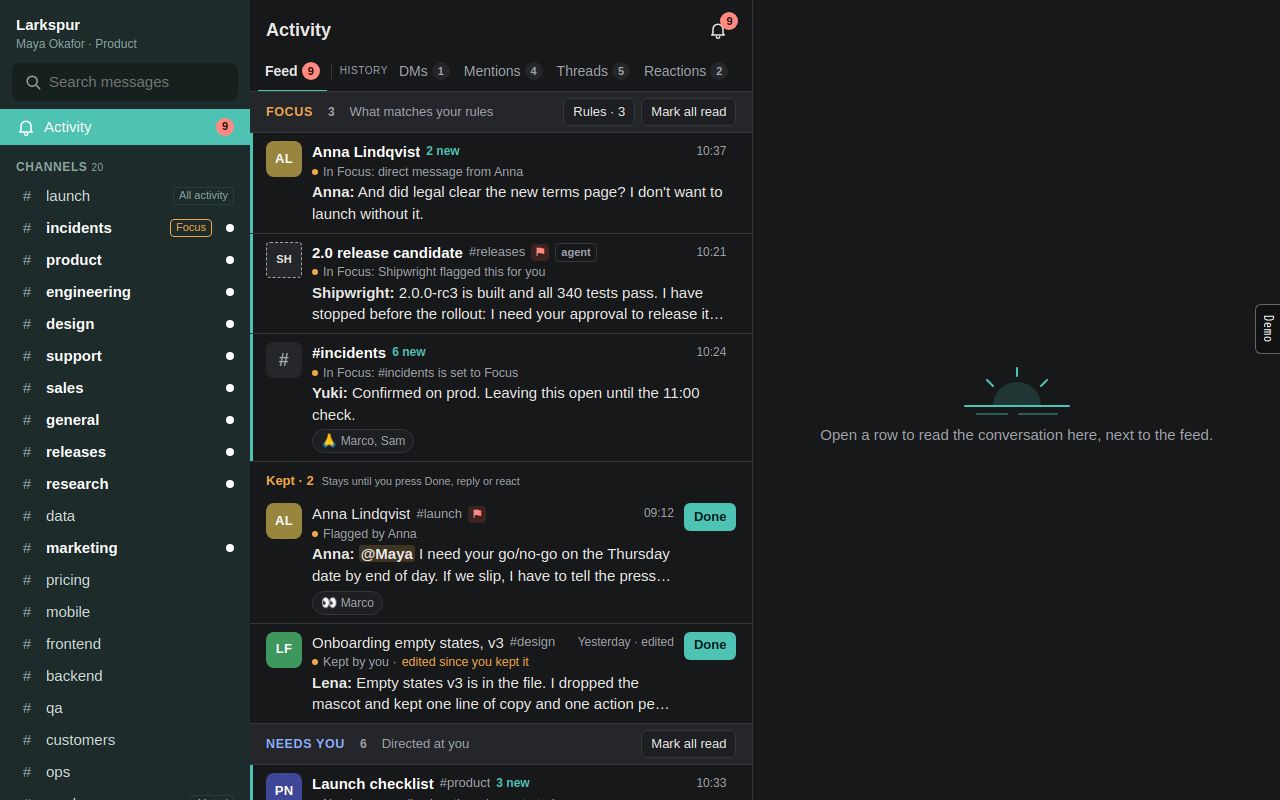 Larkspur
Maya Okafor · Product
Search messages
Activity 9
CHANNELS 20
# launch All activity
# incidents Focus
# product
# engineering
# design
# support
# sales
# general
# releases
# research
# data
# marketing
# pricing
# mobile
# frontend
# backend
# qa
# customers
# ops
Activity 9
Feed 9 HISTORY DMs 1 Mentions 4 Threads 5 Reactions 2
FOCUS 3 What matches your rules Rules · 3 Mark all read
AL Anna Lindqvist 2 new 10:37
In Focus: direct message from Anna
Anna: And did legal clear the new terms page? I don't want to
launch without it.
SH 2.0 release candidate #releases agent 10:21
In Focus: Shipwright flagged this for you
Shipwright: 2.0.0-rc3 is built and all 340 tests pass. I have
stopped before the rollout: I need your approval to release it…
# #incidents 6 new 10:24
In Focus: #incidents is set to Focus
Yuki: Confirmed on prod. Leaving this open until the 11:00
check.
🙏 Marco, Sam
Kept · 2 Stays until you press Done, reply or react
AL Anna Lindqvist #launch 09:12 Done
Flagged by Anna
Anna: @Maya I need your go/no-go on the Thursday
date by end of day. If we slip, I have to tell the press…
👀 Marco
LF Onboarding empty states, v3 #design Yesterday · edited Done
Kept by you · edited since you kept it
Lena: Empty states v3 is in the file. I dropped the
mascot and kept one line of copy and one action pe…
NEEDS YOU 6 Directed at you Mark all read
PN Launch checklist #product 3 new 10:33
Open a row to read the conversation here, next to the feed.
Demo